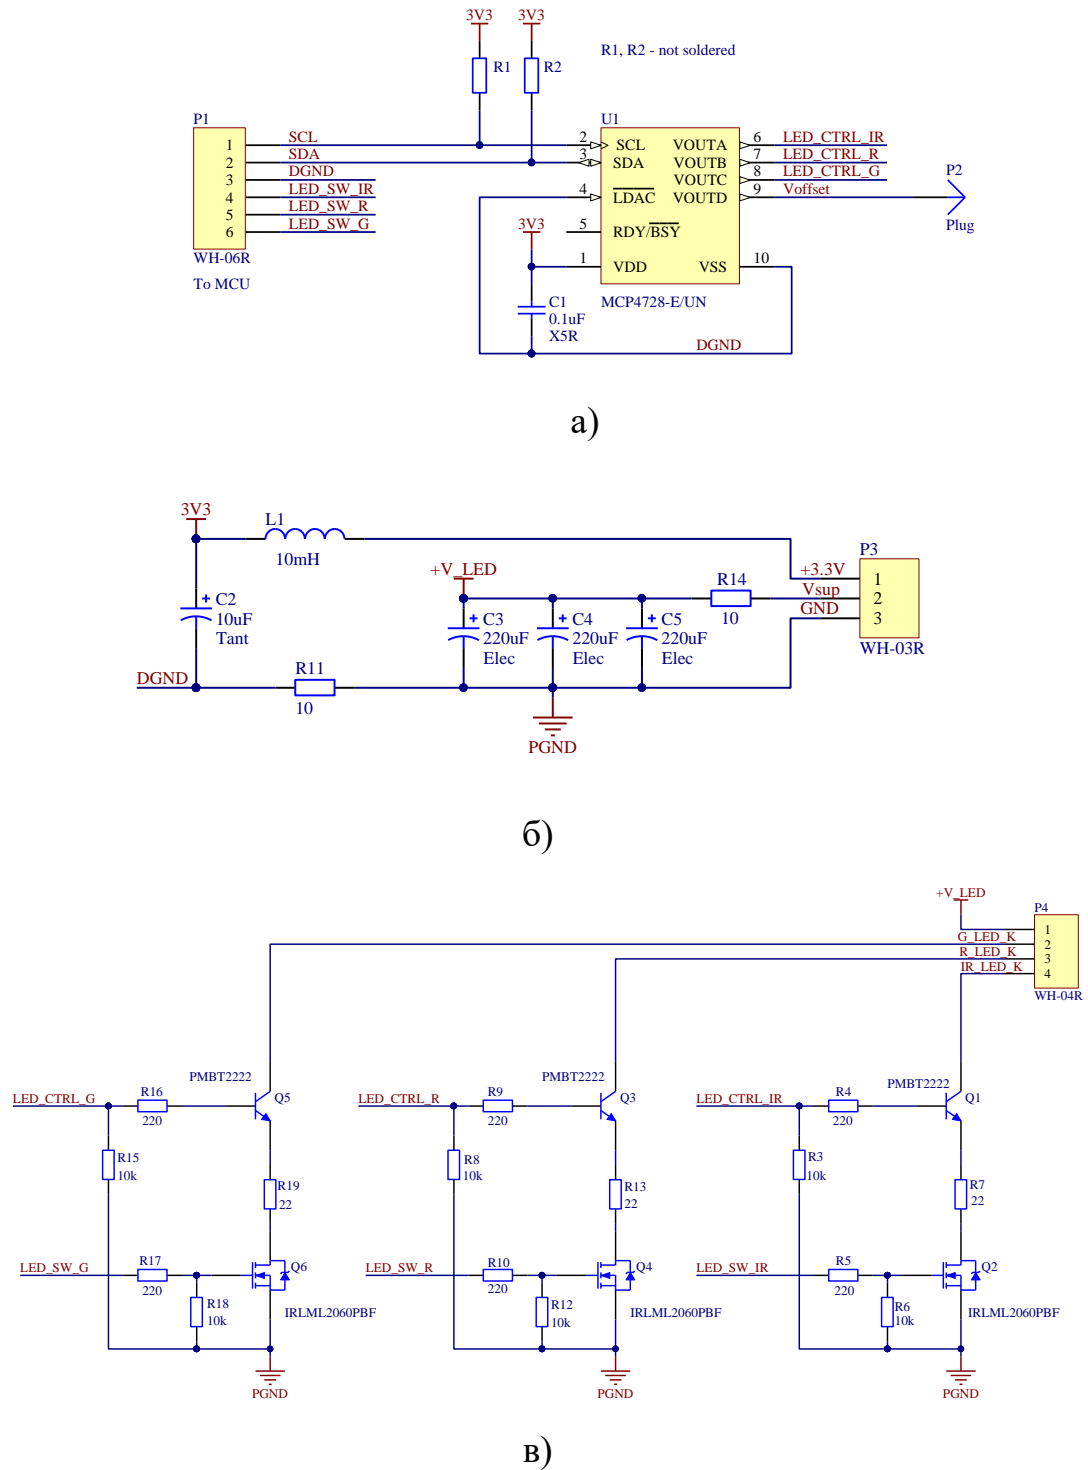 3V3 3V3
R1 R2
R1, R2 - not soldered
P1
1 SCL
2 SDA
3 DGND
4 LED_SW_IR
5 LED_SW_R
6 LED_SW_G
WH-06R
To MCU
U1
2 SCL VOUTA 6 LED_CTRL_IR
3 SDA VOUTB 7 LED_CTRL_R
VOUTC 8 LED_CTRL_G
4 LDAC VOUTD 9 Voffset
P2
Plug
5 RDY/BSY
3V3
1 VDD VSS 10
MCP4728-E/UN
C1
0.1uF
X5R
DGND
а)
3V3
L1
10mH
P3
+3.3V 1
Vsup 2
GND 3
WH-03R
+V_LED
R14
10
+ C2
10uF
Tant
+ C3
220uF
Elec
+ C4
220uF
Elec
+ C5
220uF
Elec
DGND
R11
10
PGND
б)
+V_LED
P4
1
G_LED_K 2
R_LED_K 3
IR_LED_K 4
WH-04R
PMBT2222
LED_CTRL_G
R16
220
Q5
R15
10k
R19
22
LED_SW_G
R17
220
Q6
R18
10k
IRLML2060PBF
PGND
PMBT2222
LED_CTRL_R
R9
220
Q3
R8
10k
R13
22
LED_SW_R
R10
220
Q4
R12
10k
IRLML2060PBF
PGND
PMBT2222
LED_CTRL_IR
R4
220
Q1
R3
10k
R7
22
LED_SW_IR
R5
220
Q2
R6
10k
IRLML2060PBF
PGND
в)